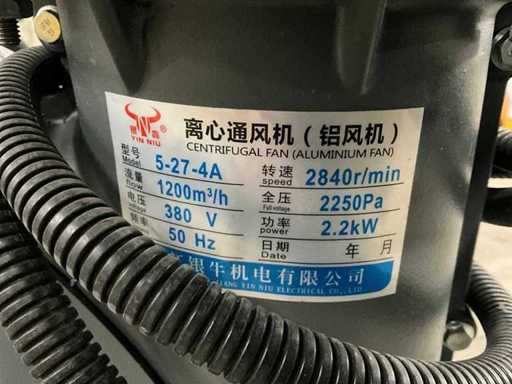 YIN NIU
离心通风机（铝风机）
CENTRIFUGAL FAN (ALUMINIUM FAN)
型号 Model 5-27-4A 转速 speed 2840r/min
流量 flow 1200m³/h 全压 Full voltage 2250Pa
电压 380 V 功率 power 2.2kW
频率 50 Hz 日期 Date 年 月
银牛机电有限公司
YIN NIU ELECTRICAL CO.,LTD